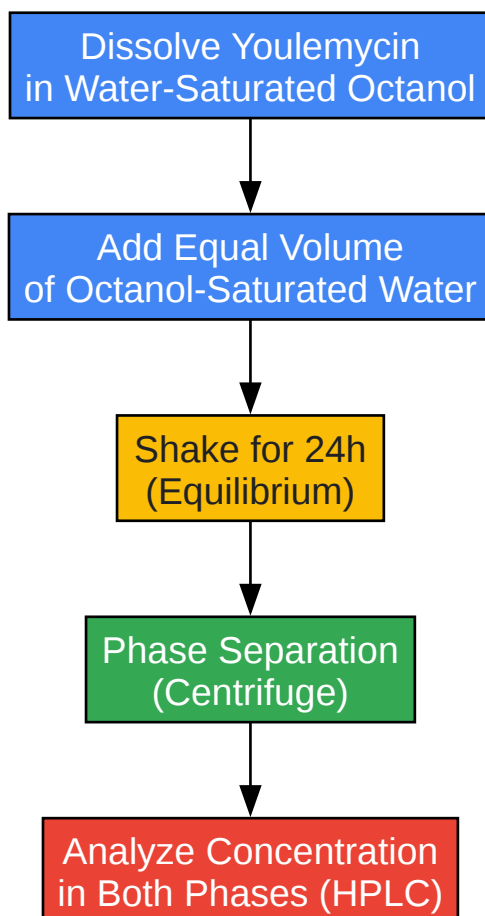 Dissolve Youlemycin
in Water-Saturated Octanol
Add Equal Volume
of Octanol-Saturated Water
Shake for 24h
(Equilibrium)
Phase Separation
(Centrifuge)
Analyze Concentration
in Both Phases (HPLC)